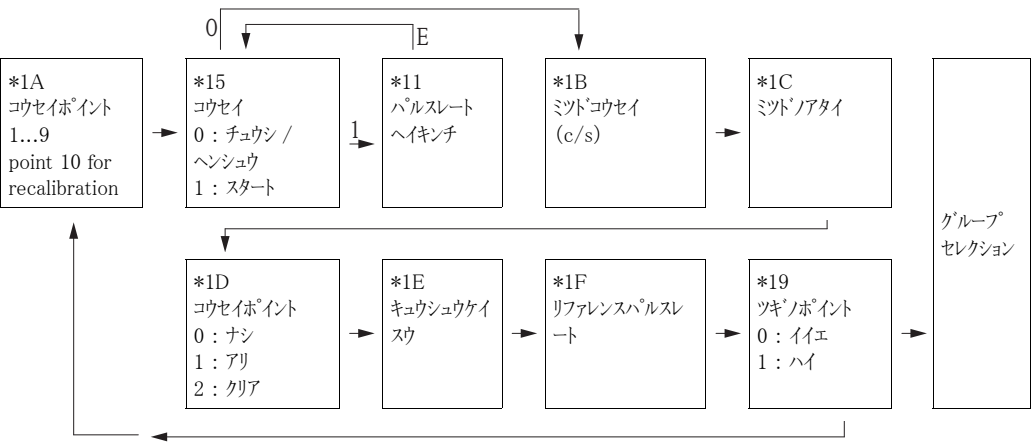 0
E
*1A
コウセイポイント
1...9
point 10 for
recalibration
*15
コウセイ
0：チュウシ /
ヘンシュウ
1：スタート
1
*11
パルスレート
ヘイキンチ
*1B
ミツドコウセイ
(c/s)
*1C
ミツドノアタイ
グループ
セレクション
*1D
コウセイポイント
0：ナシ
1：アリ
2：クリア
*1E
キュウシュウケイ
スウ
*1F
リファレンスパルスレ
ート
*19
ツギノポイント
0：イイエ
1：ハイ